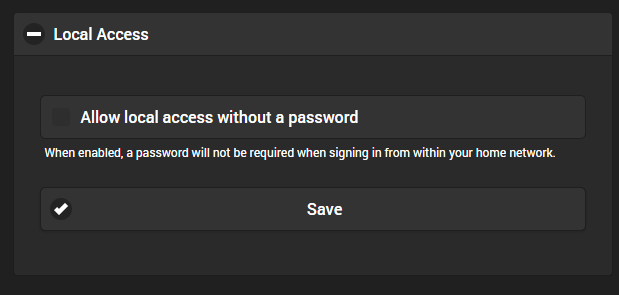 Local Access
Allow local access without a password
When enabled, a password will not be required when signing in from within your home network.
Save